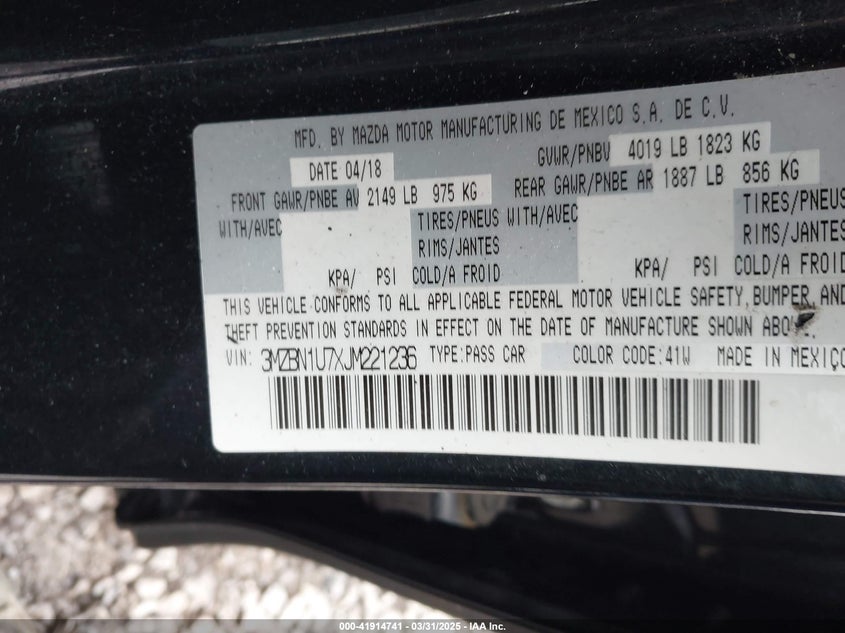 MFD. BY MAZDA MOTOR MANUFACTURING DE MEXICO S.A. DE C.V.
DATE 04/18 GVWR/PNBV 4019 LB 1823 KG
FRONT GAWR/PNBE AV 2149 LB 975 KG REAR GAWR/PNBE AR 1887 LB 856 KG
WITH/AVEC TIRES/PNEUS WITH/AVEC TIRES/PNEUS
RIMS/JANTES RIMS/JANTES
KPA/ PSI COLD/A FROID KPA/ PSI COLD/A FROID
THIS VEHICLE CONFORMS TO ALL APPLICABLE FEDERAL MOTOR VEHICLE SAFETY, BUMPER, AND
THEFT PREVENTION STANDARDS IN EFFECT ON THE DATE OF MANUFACTURE SHOWN ABOVE.
VIN: 3MZBN1U7XJM221236 TYPE:PASS CAR COLOR CODE:41W MADE IN MEXICO
000-41914741 - 03/31/2025 - IAA Inc.